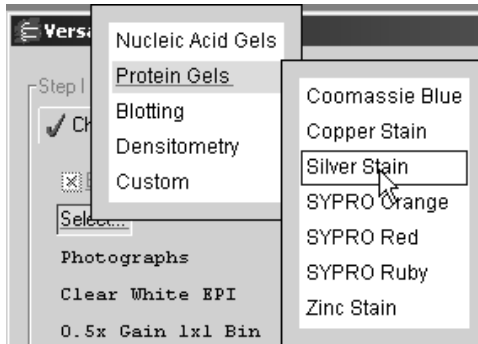 Versa
Nucleic Acid Gels
Protein Gels
Blotting
Densitometry
Custom
Coomassie Blue
Copper Stain
Silver Stain
SYPRO Orange
SYPRO Red
SYPRO Ruby
Zinc Stain
Step I
Ch
Select...
Photographs
Clear White EPI
0.5x Gain 1x1 Bin